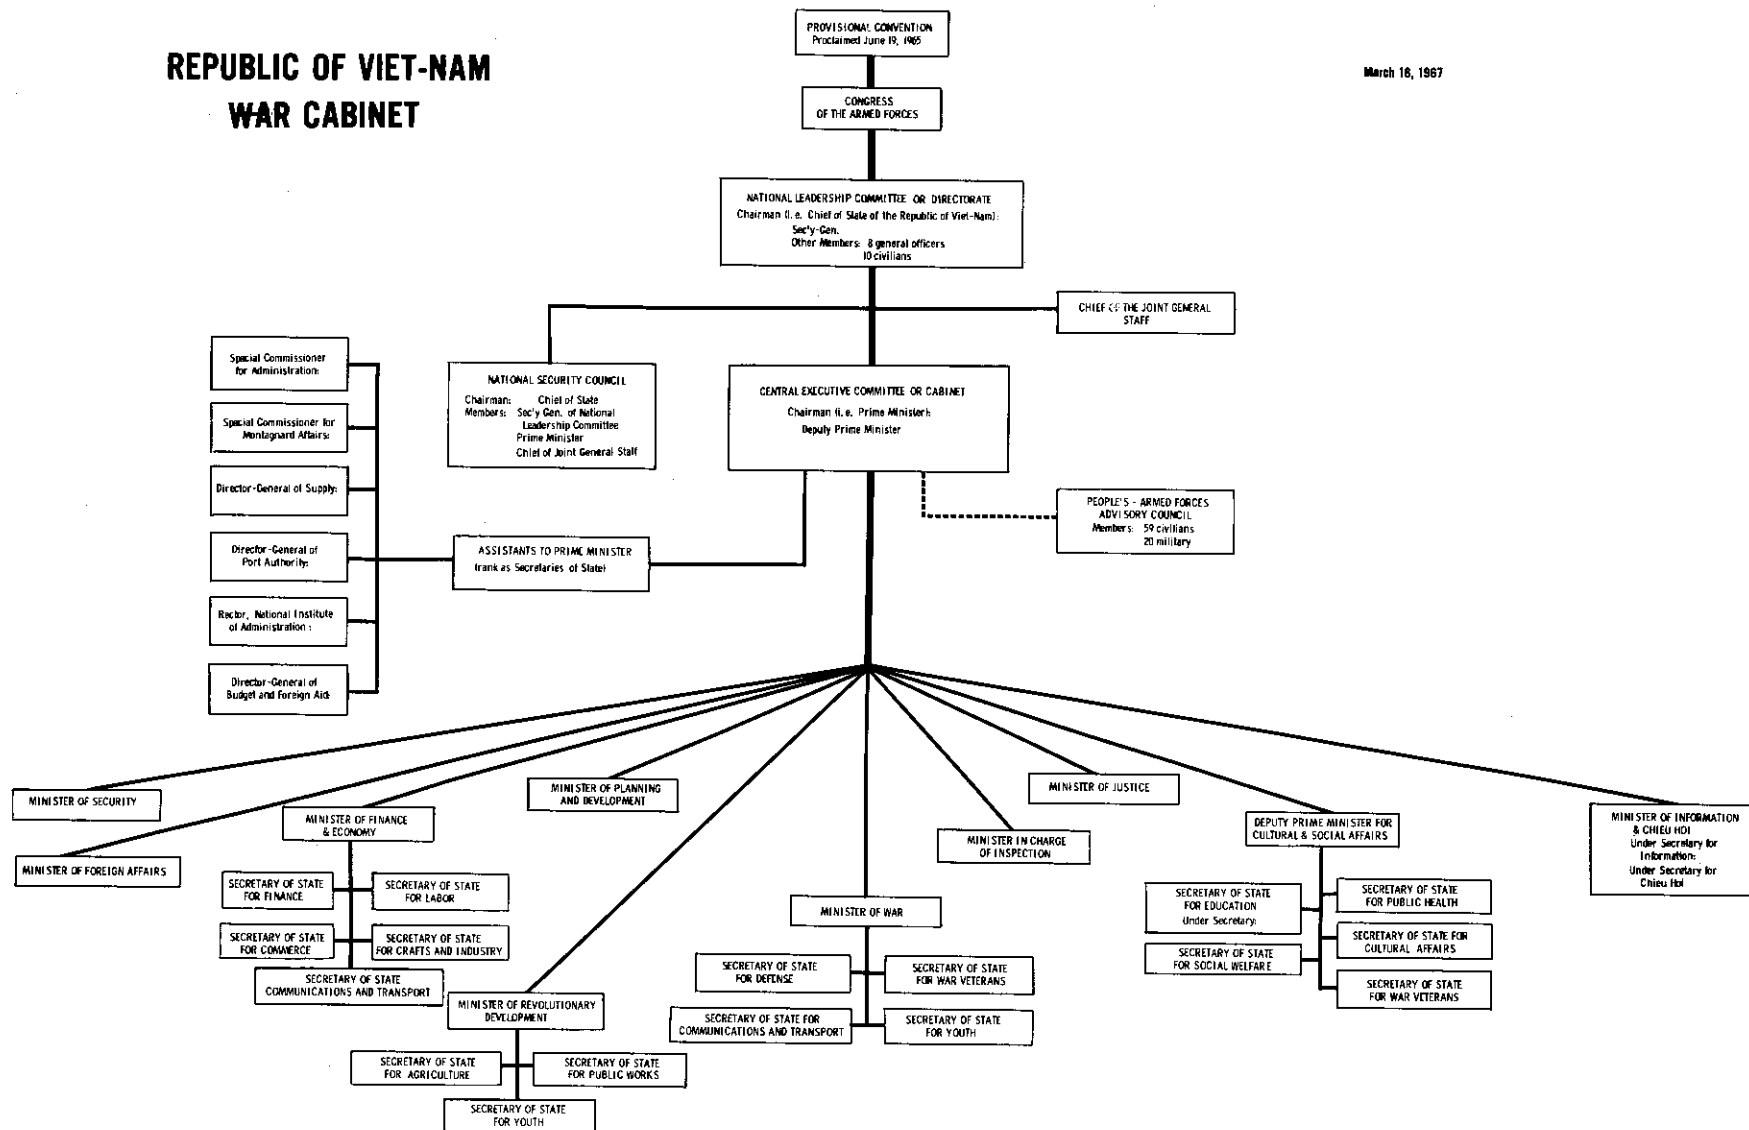 REPUBLIC OF VIET-NAM
WAR CABINET
March 16, 1967
PROVISIONAL CONVENTION
Proclaimed June 19, 1965
CONGRESS
OF THE ARMED FORCES
NATIONAL LEADERSHIP COMMITTEE OR DIRECTORATE
Chairman (i.e. Chief of State of the Republic of Viet-Nam):
Sec'y-Gen.
Other Members: 8 general officers
10 civilians
CHIEF OF THE JOINT GENERAL
STAFF
NATIONAL SECURITY COUNCIL
Chairman: Chief of State
Members: Sec'y Gen. of National
Leadership Committee
Prime Minister
Chief of Joint General Staff
CENTRAL EXECUTIVE COMMITTEE OR CABINET
Chairman (i.e. Prime Minister):
Deputy Prime Minister
Special Commissioner
for Administration:
Special Commissioner for
Montagnard Affairs:
Director-General of Supply:
Director-General of
Port Authority:
Rector, National Institute
of Administration :
Director-General of
Budget and Foreign Aid:
ASSISTANTS TO PRIME MINISTER
(rank as Secretaries of State)
PEOPLE'S - ARMED FORCES
ADVISORY COUNCIL
Members: 59 civilians
20 military
MINISTER OF SECURITY
MINISTER OF FOREIGN AFFAIRS
MINISTER OF FINANCE
& ECONOMY
SECRETARY OF STATE
FOR FINANCE
SECRETARY OF STATE
FOR LABOR
SECRETARY OF STATE
FOR COMMERCE
SECRETARY OF STATE
FOR CRAFTS AND INDUSTRY
SECRETARY OF STATE
COMMUNICATIONS AND TRANSPORT
MINISTER OF PLANNING
AND DEVELOPMENT
MINISTER OF REVOLUTIONARY
DEVELOPMENT
SECRETARY OF STATE
FOR AGRICULTURE
SECRETARY OF STATE
FOR PUBLIC WORKS
SECRETARY OF STATE
FOR YOUTH
MINISTER OF WAR
SECRETARY OF STATE
FOR DEFENSE
SECRETARY OF STATE
FOR WAR VETERANS
SECRETARY OF STATE FOR
COMMUNICATIONS AND TRANSPORT
SECRETARY OF STATE
FOR YOUTH
MINISTER IN CHARGE
OF INSPECTION
MINISTER OF JUSTICE
DEPUTY PRIME MINISTER FOR
CULTURAL & SOCIAL AFFAIRS
SECRETARY OF STATE
FOR EDUCATION
Under Secretary:
SECRETARY OF STATE
FOR PUBLIC HEALTH
SECRETARY OF STATE FOR
CULTURAL AFFAIRS
SECRETARY OF STATE
FOR SOCIAL WELFARE
SECRETARY OF STATE
FOR WAR VETERANS
MINISTER OF INFORMATION
& CHIEU HOI
Under Secretary for
Information:
Under Secretary for
Chieu Hoi